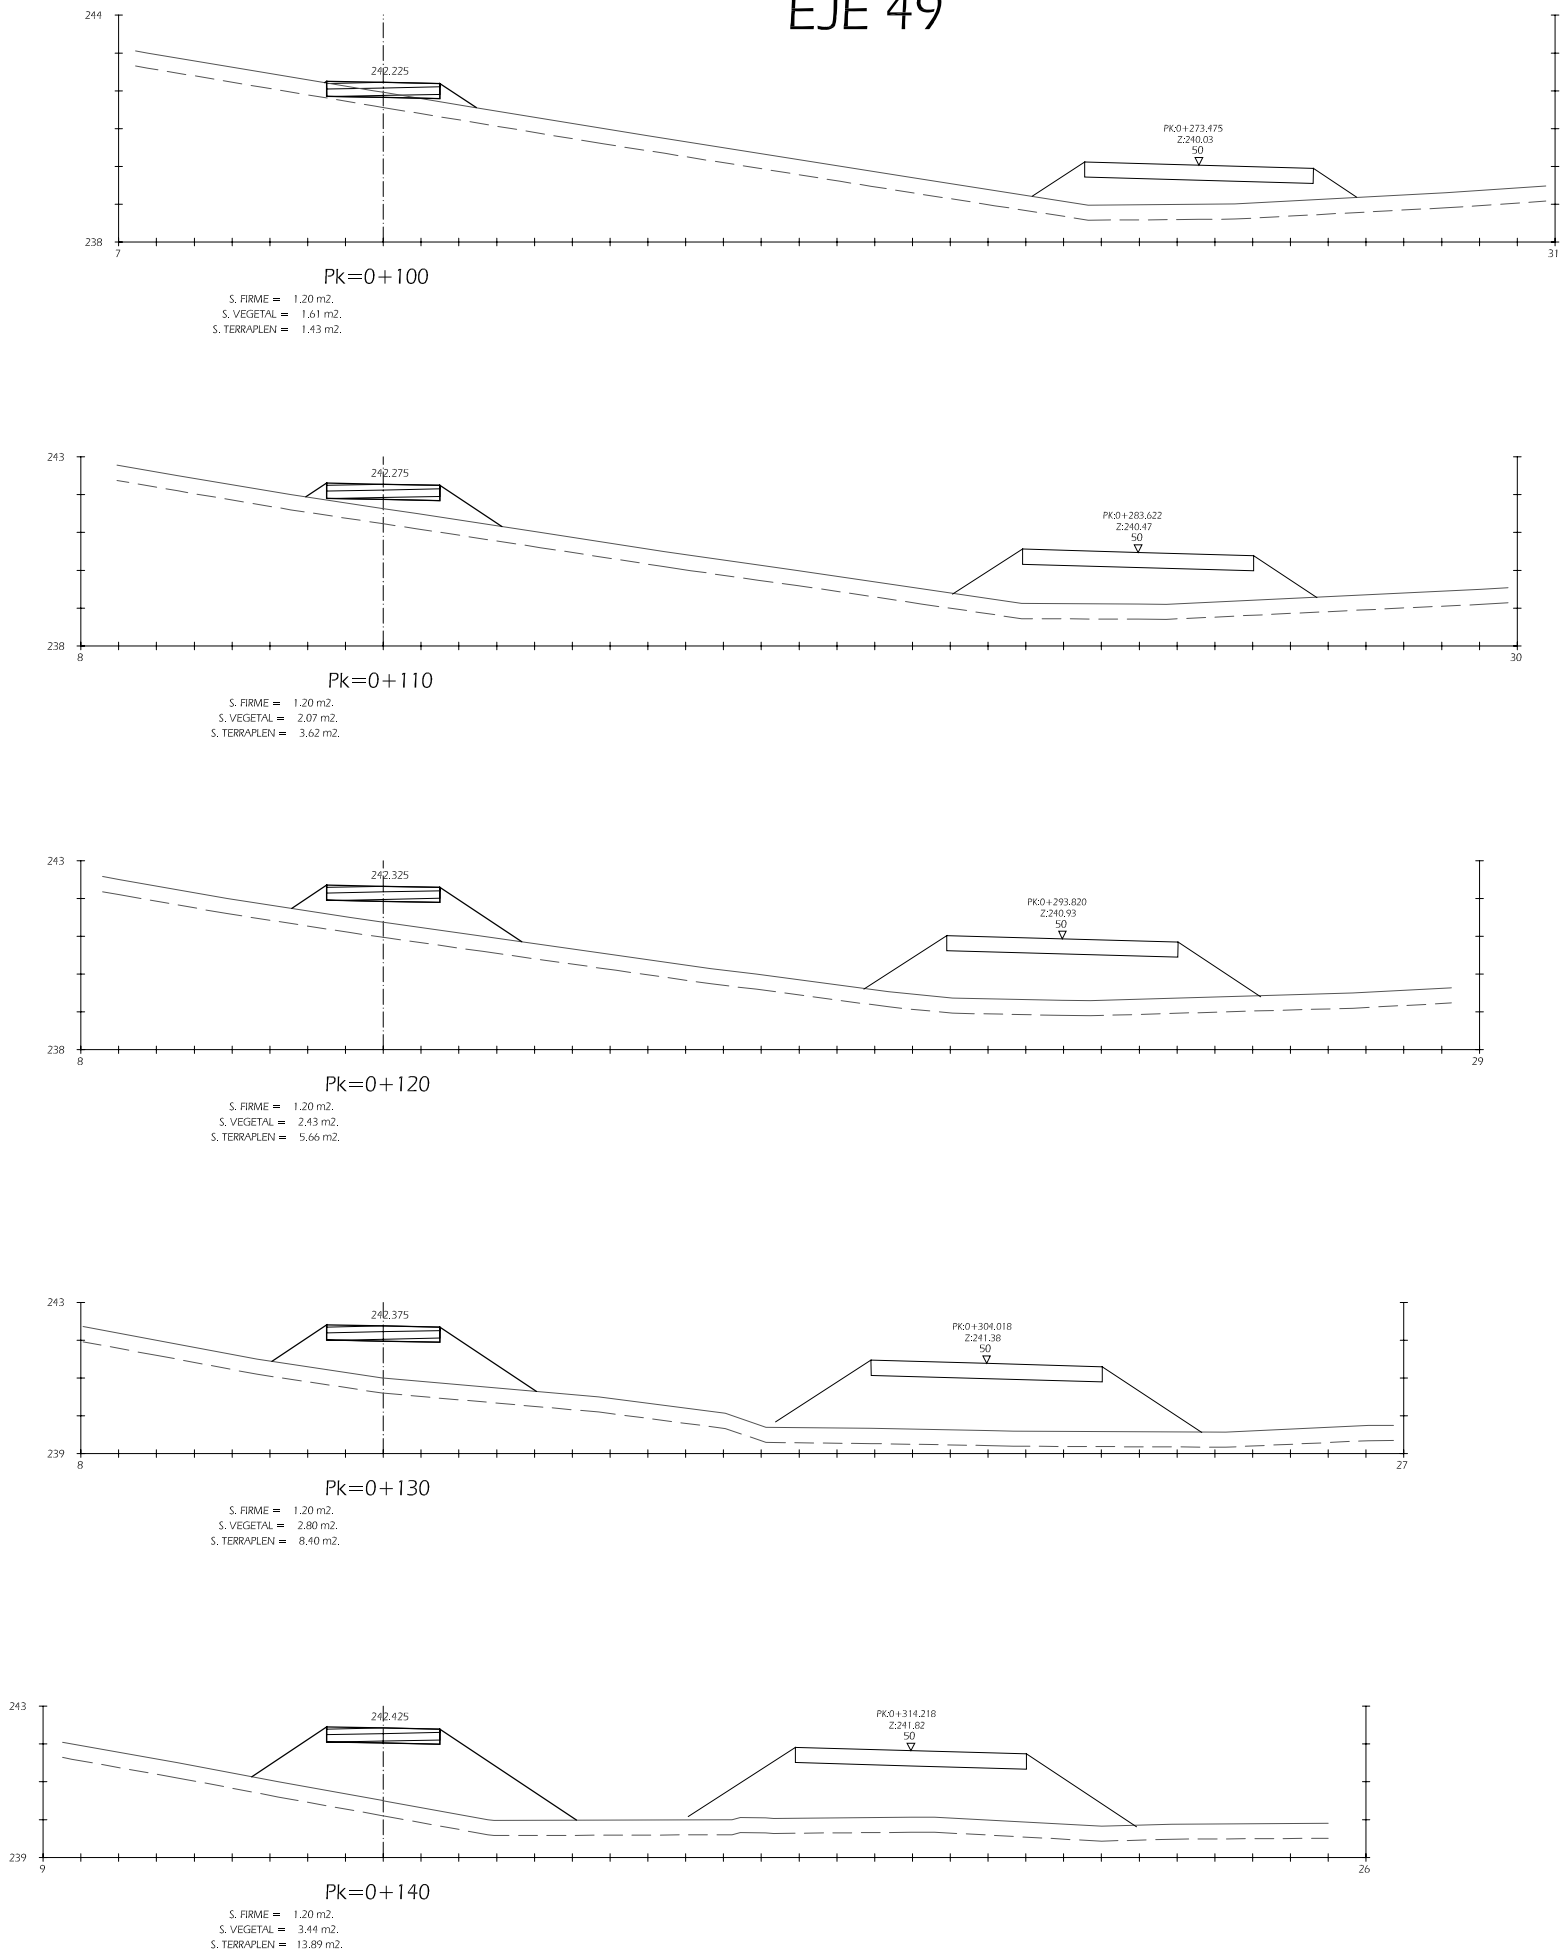 EJE 49
244
242.225
PK:0+273.475
Z:240.03
50
238
7
31
Pk=0+100
S. FIRME = 1.20 m2.
S. VEGETAL = 1.61 m2.
S. TERRAPLEN = 1.43 m2.
243
242.275
PK:0+283.622
Z:240.47
50
238
8
30
Pk=0+110
S. FIRME = 1.20 m2.
S. VEGETAL = 2.07 m2.
S. TERRAPLEN = 3.62 m2.
243
242.325
PK:0+293.820
Z:240.93
50
238
8
29
Pk=0+120
S. FIRME = 1.20 m2.
S. VEGETAL = 2.43 m2.
S. TERRAPLEN = 5.66 m2.
243
242.375
PK:0+304.018
Z:241.38
50
239
8
27
Pk=0+130
S. FIRME = 1.20 m2.
S. VEGETAL = 2.80 m2.
S. TERRAPLEN = 8.40 m2.
243
242.425
PK:0+314.218
Z:241.82
50
239
9
26
Pk=0+140
S. FIRME = 1.20 m2.
S. VEGETAL = 3.44 m2.
S. TERRAPLEN = 13.89 m2.